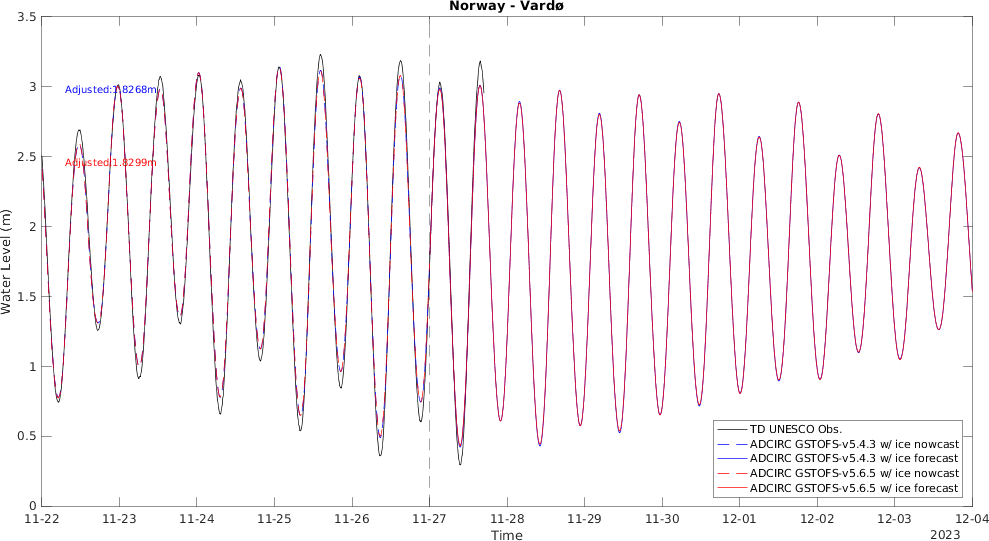 Norway - Vardø
3.5
3
2.5
2
1.5
1
0.5
0
Water Level (m)
Adjusted:1.8268m
Adjusted:1.8299m
TD UNESCO Obs.
ADCIRC GSTOFS-v5.4.3 w/ ice nowcast
ADCIRC GSTOFS-v5.4.3 w/ ice forecast
ADCIRC GSTOFS-v5.6.5 w/ ice nowcast
ADCIRC GSTOFS-v5.6.5 w/ ice forecast
11-22 11-23 11-24 11-25 11-26 11-27 11-28 11-29 11-30 12-01 12-02 12-03 12-04
Time
2023